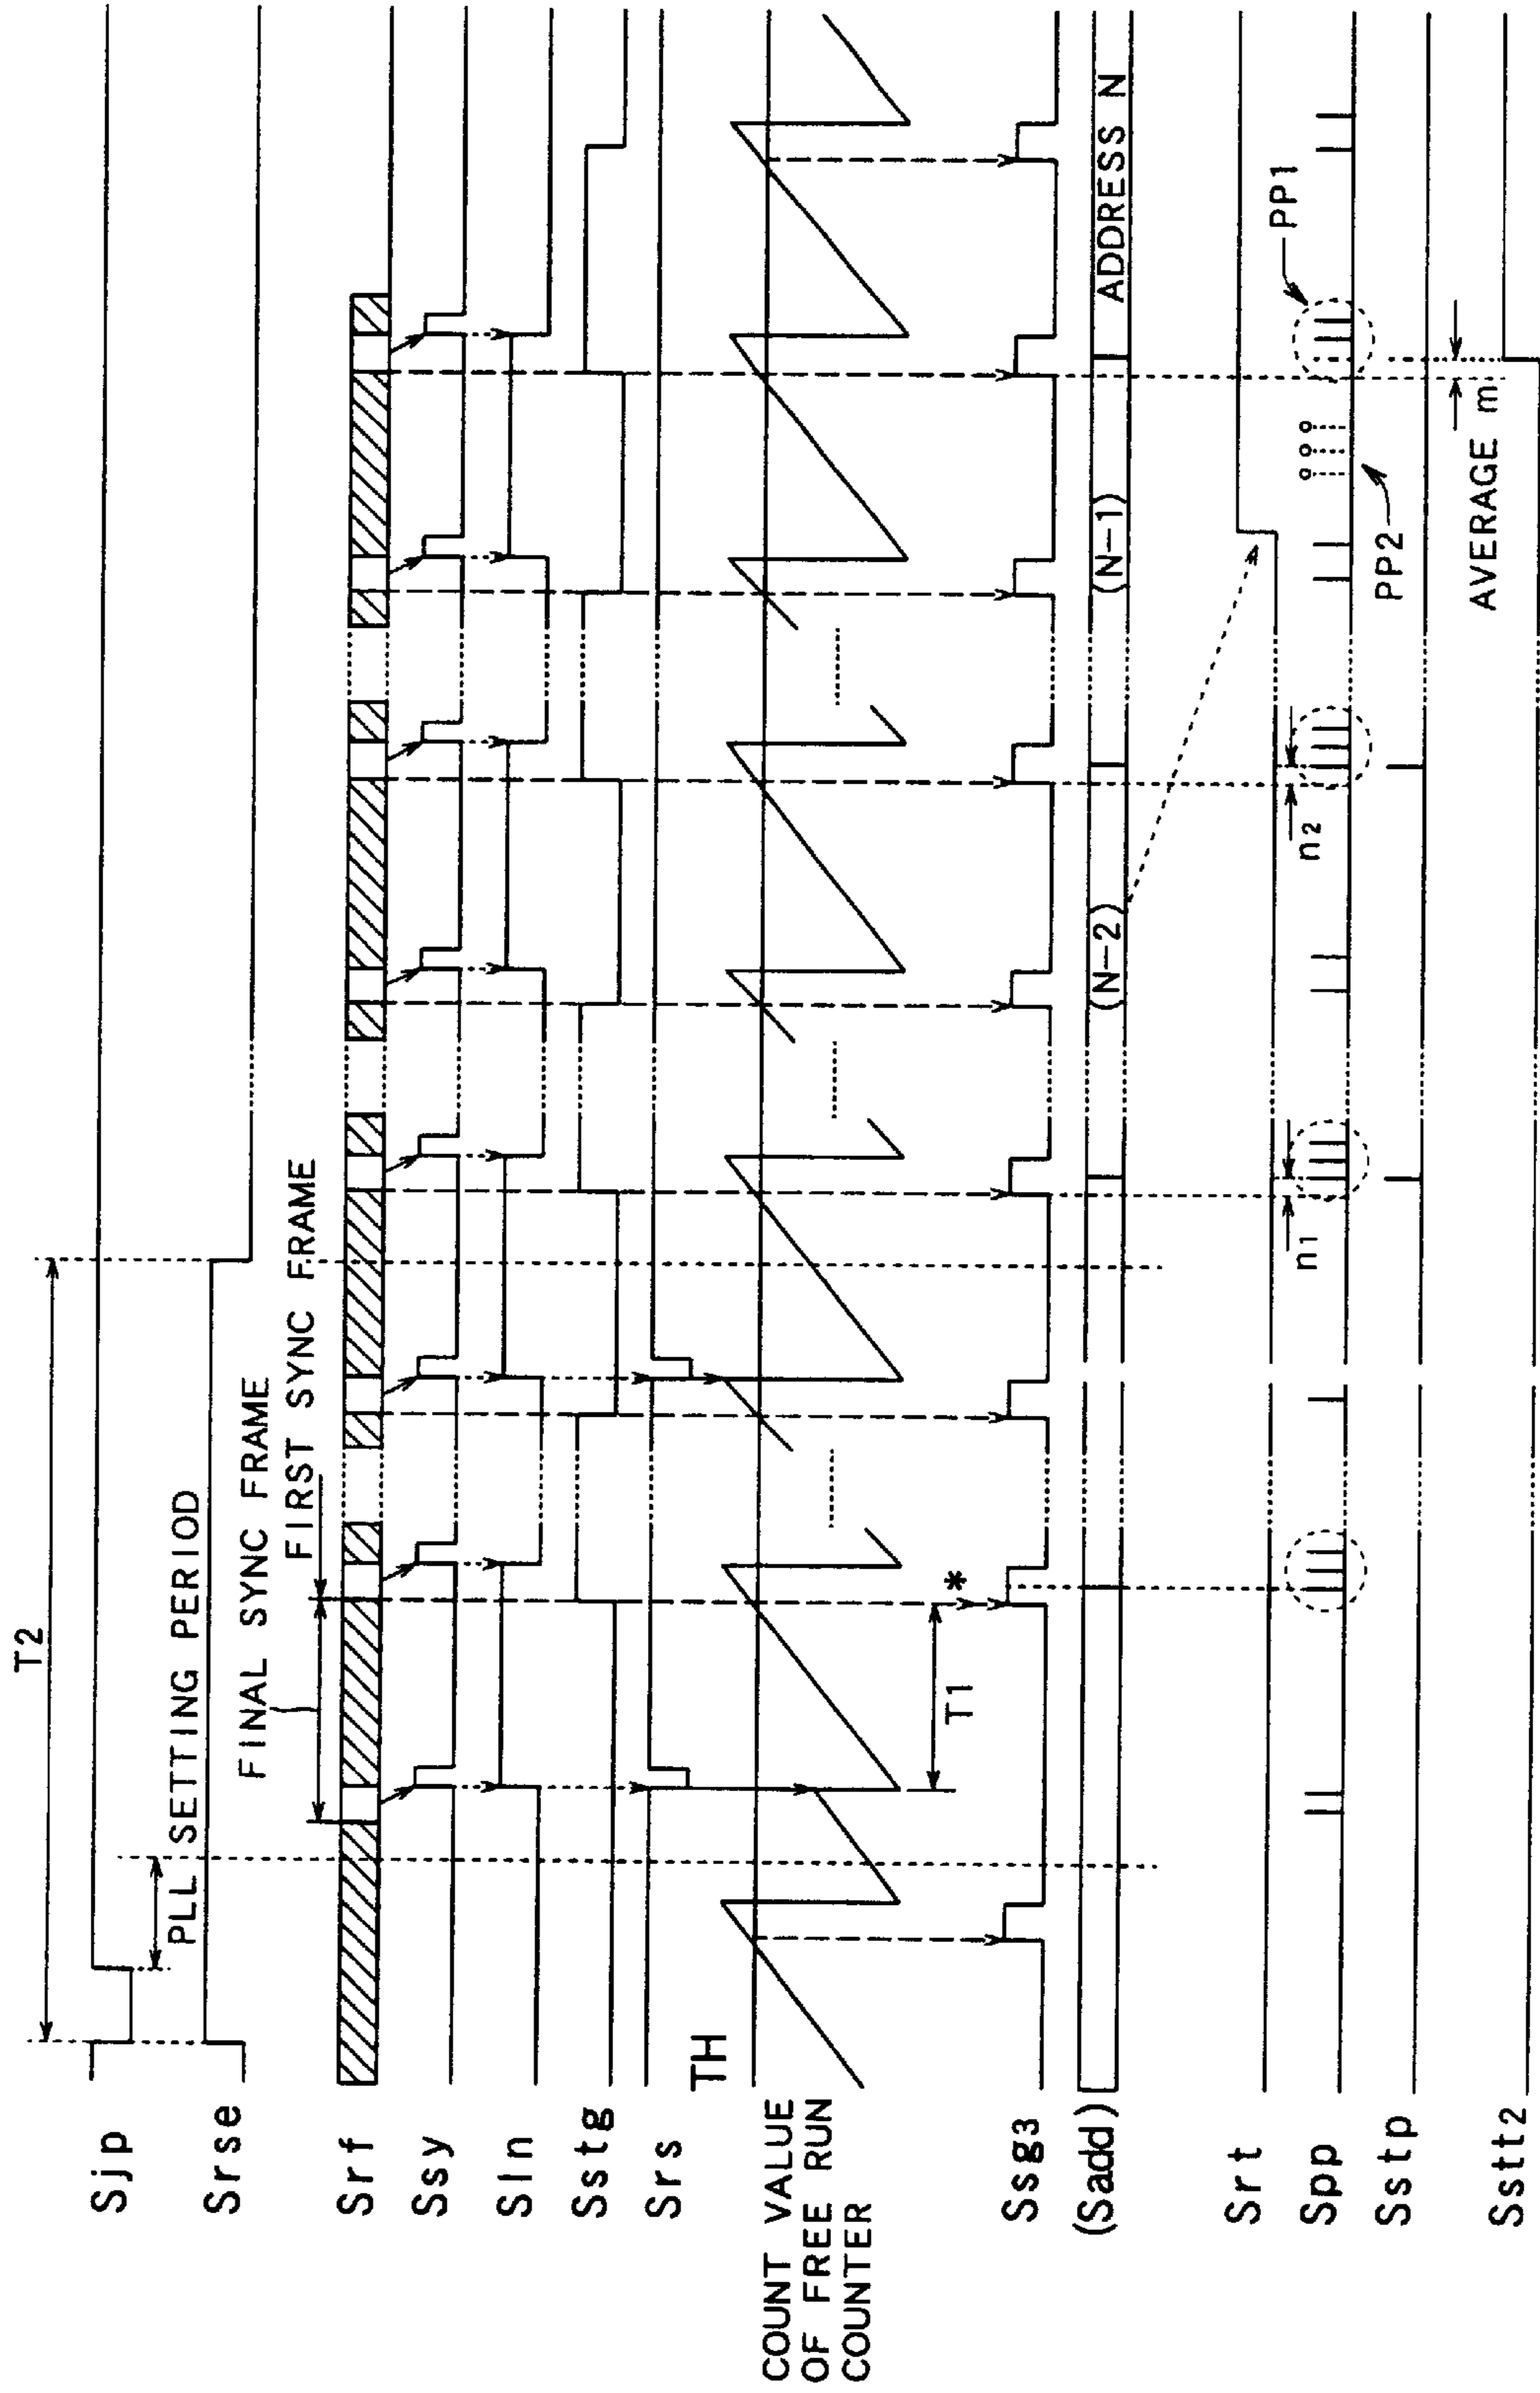 T2
Sjp
PLL SETTING PERIOD
Srse
FINAL SYNC FRAME
FIRST SYNC FRAME
Srf
Ssy
Sln
Sstg
Srs
TH
COUNT VALUE
OF FREE RUN
COUNTER
T1
*
Ssg3
(Sadd)
(N-2)
(N-1)
ADDRESS N
Srt
n1
n2
PP2
PP1
Spp
Sstp
AVERAGE m
Sstt2